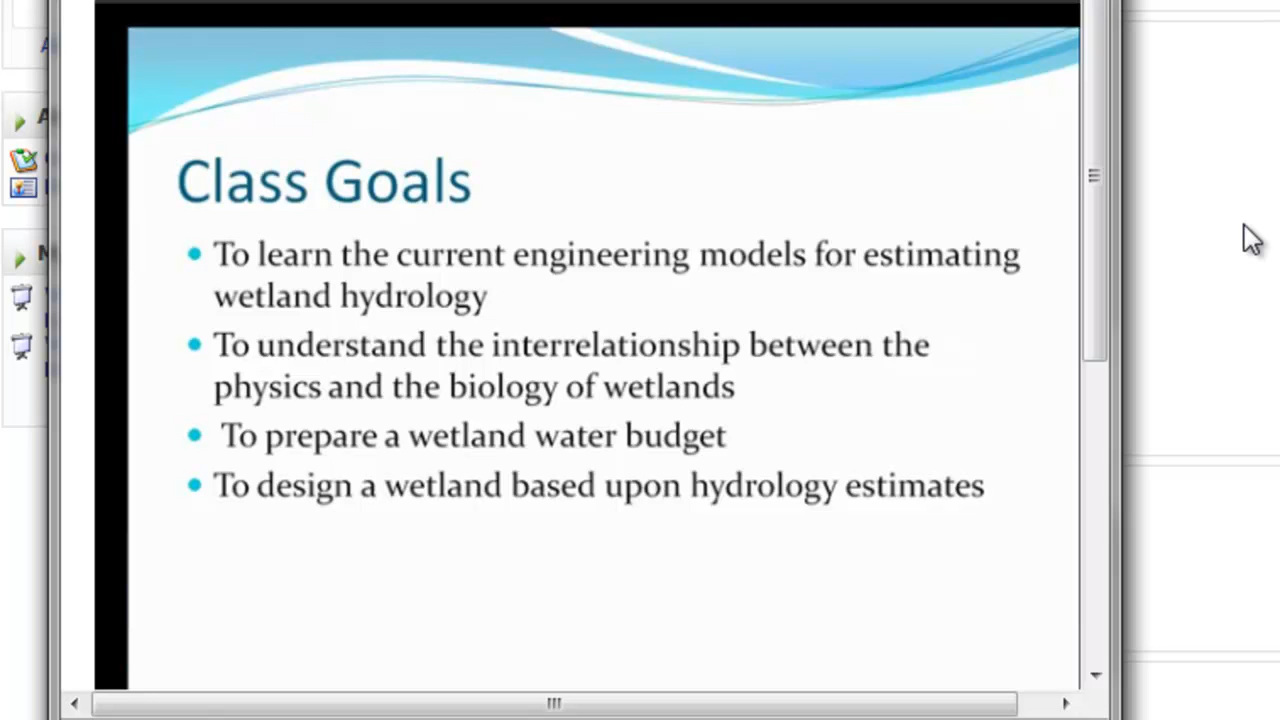 Class Goals
• To learn the current engineering models for estimating
wetland hydrology
• To understand the interrelationship between the
physics and the biology of wetlands
• To prepare a wetland water budget
• To design a wetland based upon hydrology estimates